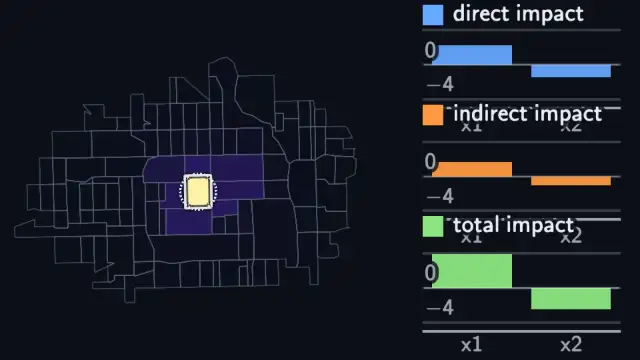 direct impact
0
−4
x1 x2
indirect impact
0
−4
x1 x2
total impact
0
−4
x1 x2